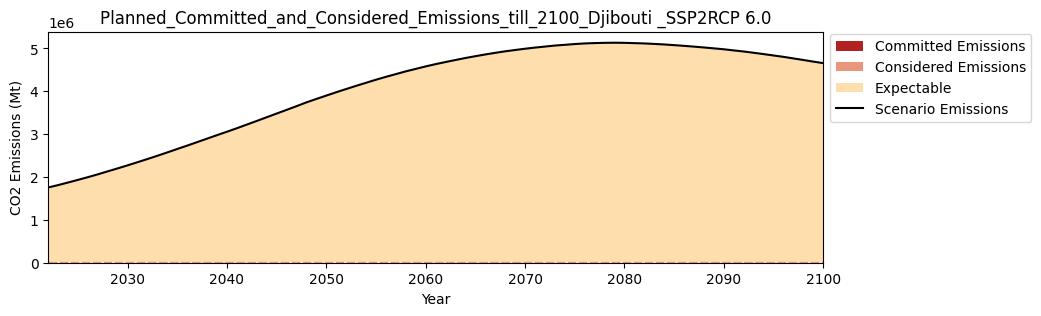 Planned_Committed_and_Considered_Emissions_till_2100_Djibouti _SSP2RCP 6.0
1e6
CO2 Emissions (Mt)
5
4
3
2
1
0
2030 2040 2050 2060 2070 2080 2090 2100
Year
Committed Emissions
Considered Emissions
Expectable
Scenario Emissions